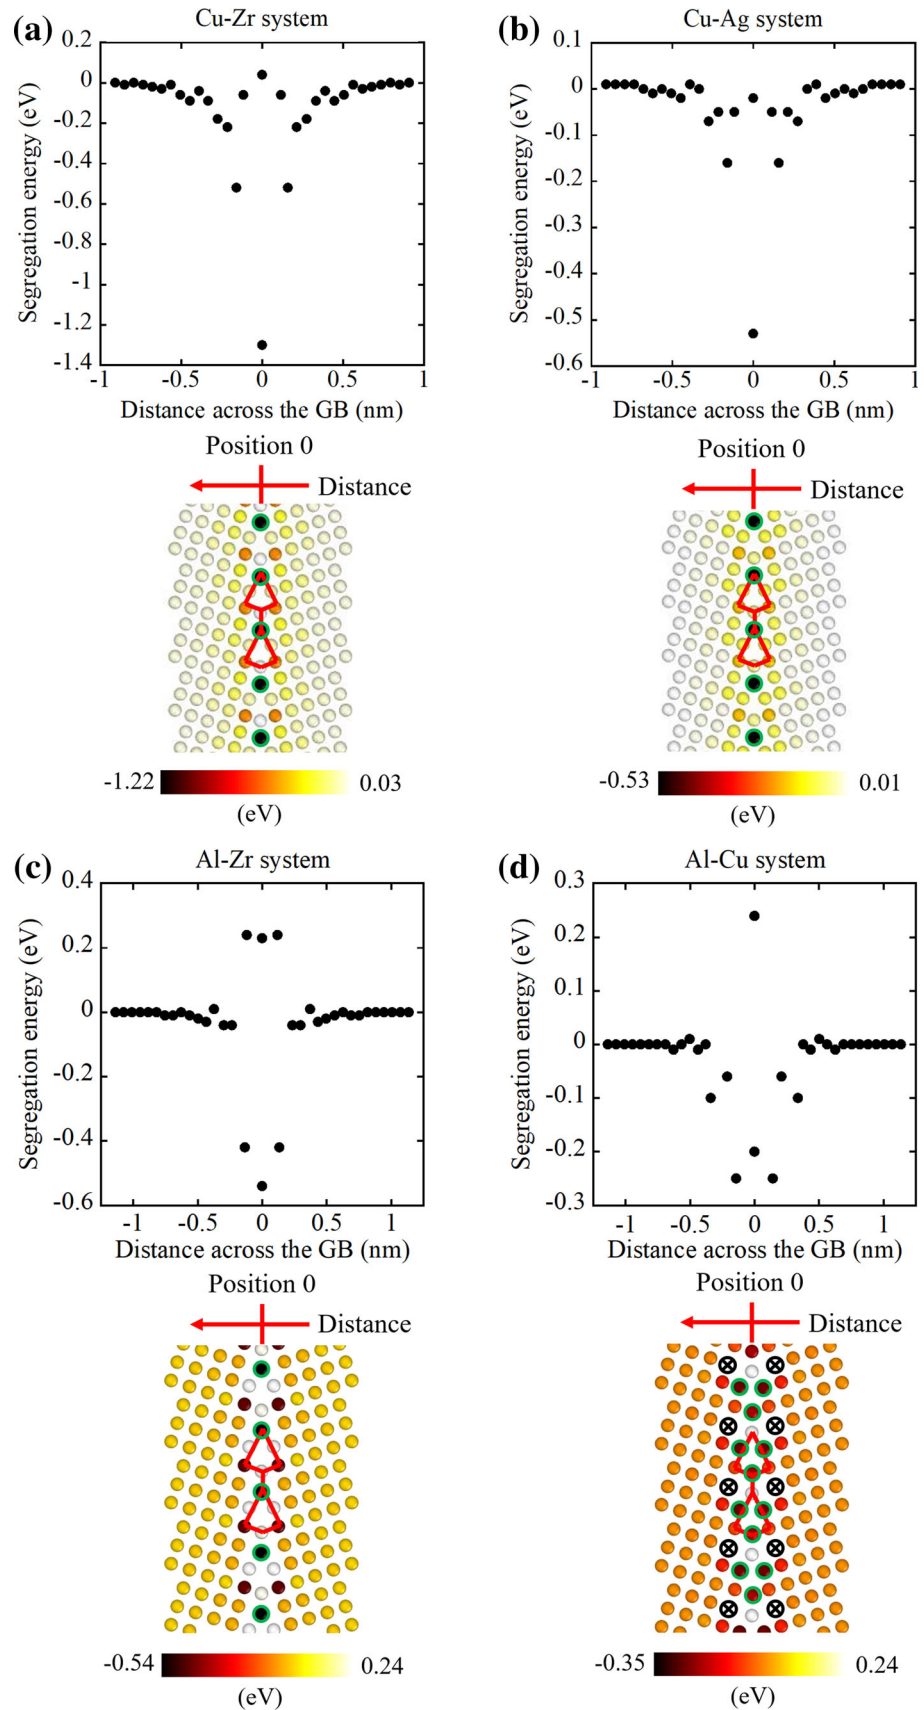 (a) Cu-Zr system
0.2
0
-0.2
-0.4
-0.6
-0.8
-1
-1.2
-1.4
Segregation energy (eV)
-1 -0.5 0 0.5 1
Distance across the GB (nm)
Position 0
Distance
-1.22 0.03
(eV)
(b) Cu-Ag system
0.1
0
-0.1
-0.2
-0.3
-0.4
-0.5
-0.6
Segregation energy (eV)
-1 -0.5 0 0.5 1
Distance across the GB (nm)
Position 0
Distance
-0.53 0.01
(eV)
(c) Al-Zr system
0.4
0.2
0
-0.2
-0.4
-0.6
Segregation energy (eV)
-1 -0.5 0 0.5 1
Distance across the GB (nm)
Position 0
Distance
-0.54 0.24
(eV)
(d) Al-Cu system
0.3
0.2
0.1
0
-0.1
-0.2
-0.3
Segregation energy (eV)
-1 -0.5 0 0.5 1
Distance across the GB (nm)
Position 0
Distance
-0.35 0.24
(eV)